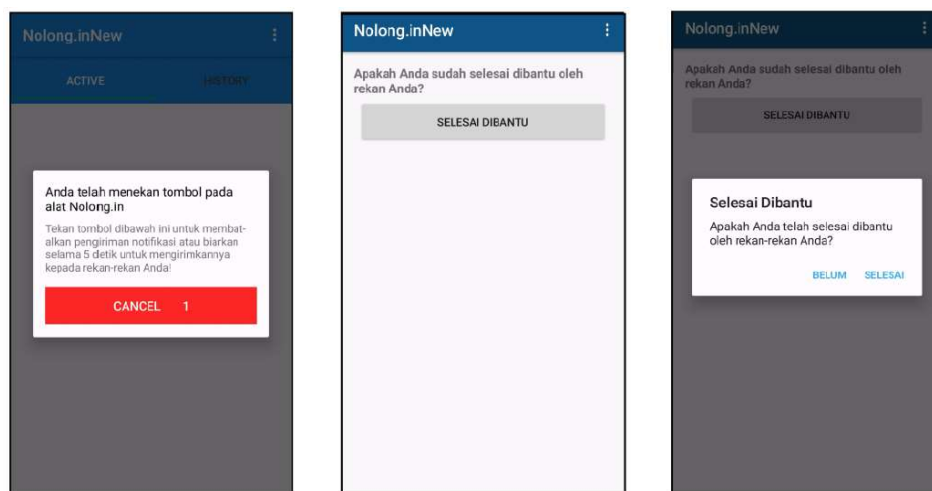 Nolong.inNew
ACTIVE HISTORY
Anda telah menekan tombol pada
alat Nolong.in
Tekan tombol dibawah ini untuk membat-
alkan pengiriman notifikasi atau biarkan
selama 5 detik untuk mengirimkannya
kepada rekan-rekan Anda!
CANCEL 1
Nolong.inNew
Apakah Anda sudah selesai dibantu oleh
rekan Anda?
SELESAI DIBANTU
Nolong.inNew
Apakah Anda sudah selesai dibantu oleh
rekan Anda?
SELESAI DIBANTU
Selesai Dibantu
Apakah Anda telah selesai dibantu
oleh rekan-rekan Anda?
BELUM SELESAI